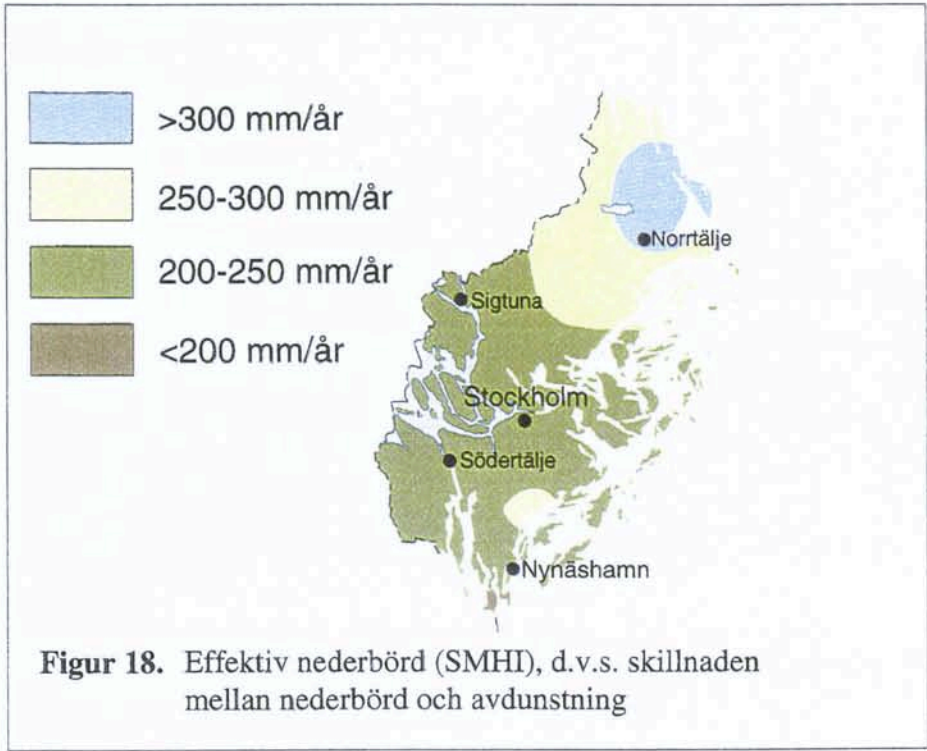 >300 mm/år
250-300 mm/år
200-250 mm/år
<200 mm/år
Norrtälje
Sigtuna
Stockholm
Södertälje
Nynäshamn
Figur 18. Effektiv nederbörd (SMHI), d.v.s. skillnaden
mellan nederbörd och avdunstning